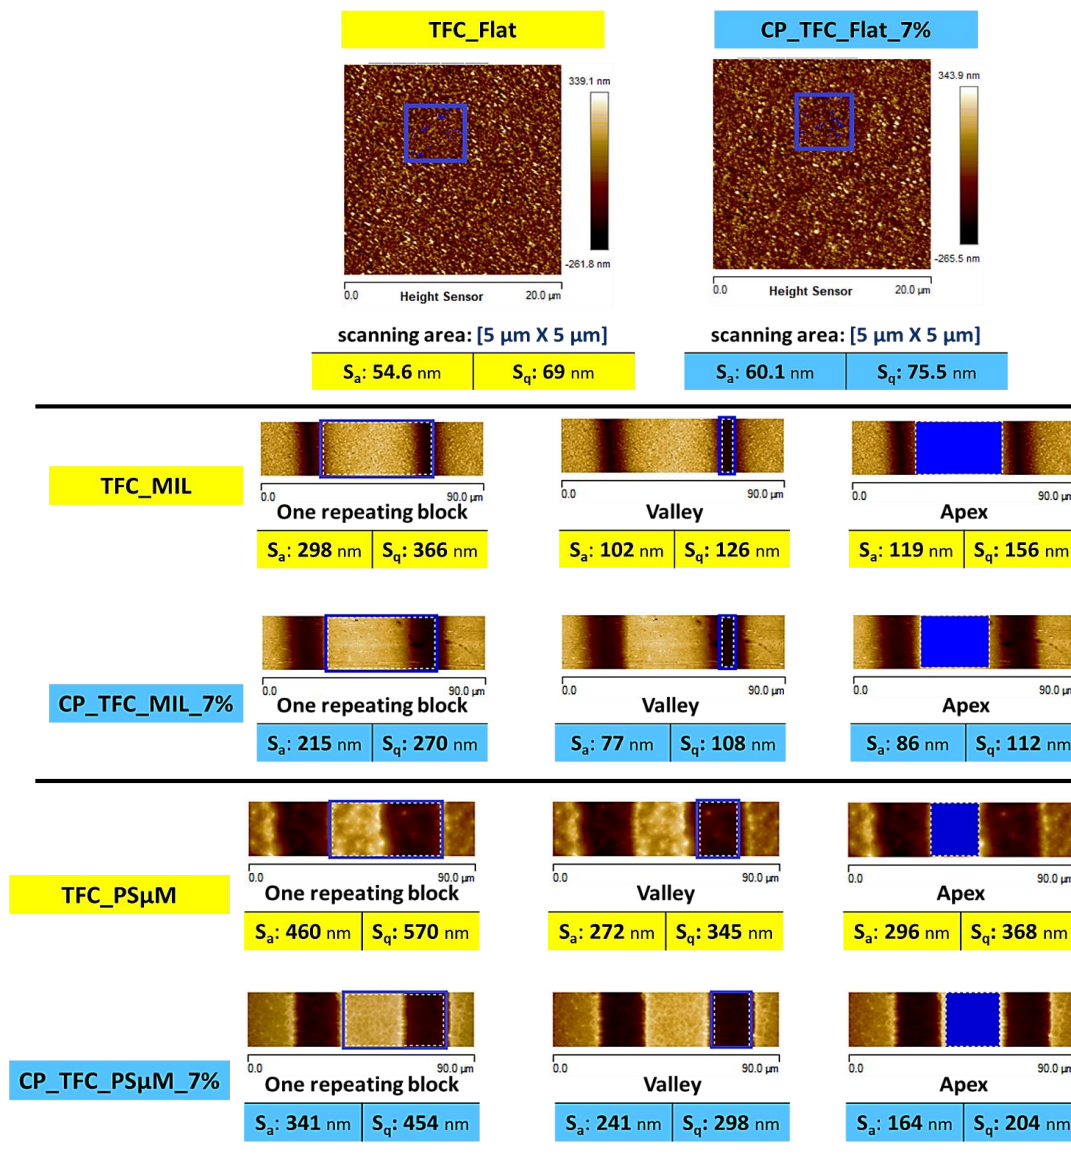 TFC_Flat
CP_TFC_Flat_7%
339.1 nm
343.9 nm
-261.8 nm
-265.5 nm
0.0 Height Sensor 20.0 µm
0.0 Height Sensor 20.0 µm
scanning area: [5 µm X 5 µm]
scanning area: [5 µm X 5 µm]
Sa: 54.6 nm Sq: 69 nm
Sa: 60.1 nm Sq: 75.5 nm
TFC_MIL
0.0 90.0 µm
0.0 90.0 µm
0.0 90.0 µm
One repeating block
Valley
Apex
Sa: 298 nm Sq: 366 nm
Sa: 102 nm Sq: 126 nm
Sa: 119 nm Sq: 156 nm
CP_TFC_MIL_7%
0.0 90.0 µm
0.0 90.0 µm
0.0 90.0 µm
One repeating block
Valley
Apex
Sa: 215 nm Sq: 270 nm
Sa: 77 nm Sq: 108 nm
Sa: 86 nm Sq: 112 nm
TFC_PSµM
0.0 90.0 µm
0.0 90.0 µm
0.0 90.0 µm
One repeating block
Valley
Apex
Sa: 460 nm Sq: 570 nm
Sa: 272 nm Sq: 345 nm
Sa: 296 nm Sq: 368 nm
CP_TFC_PSµM_7%
0.0 90.0 µm
0.0 90.0 µm
0.0 90.0 µm
One repeating block
Valley
Apex
Sa: 341 nm Sq: 454 nm
Sa: 241 nm Sq: 298 nm
Sa: 164 nm Sq: 204 nm